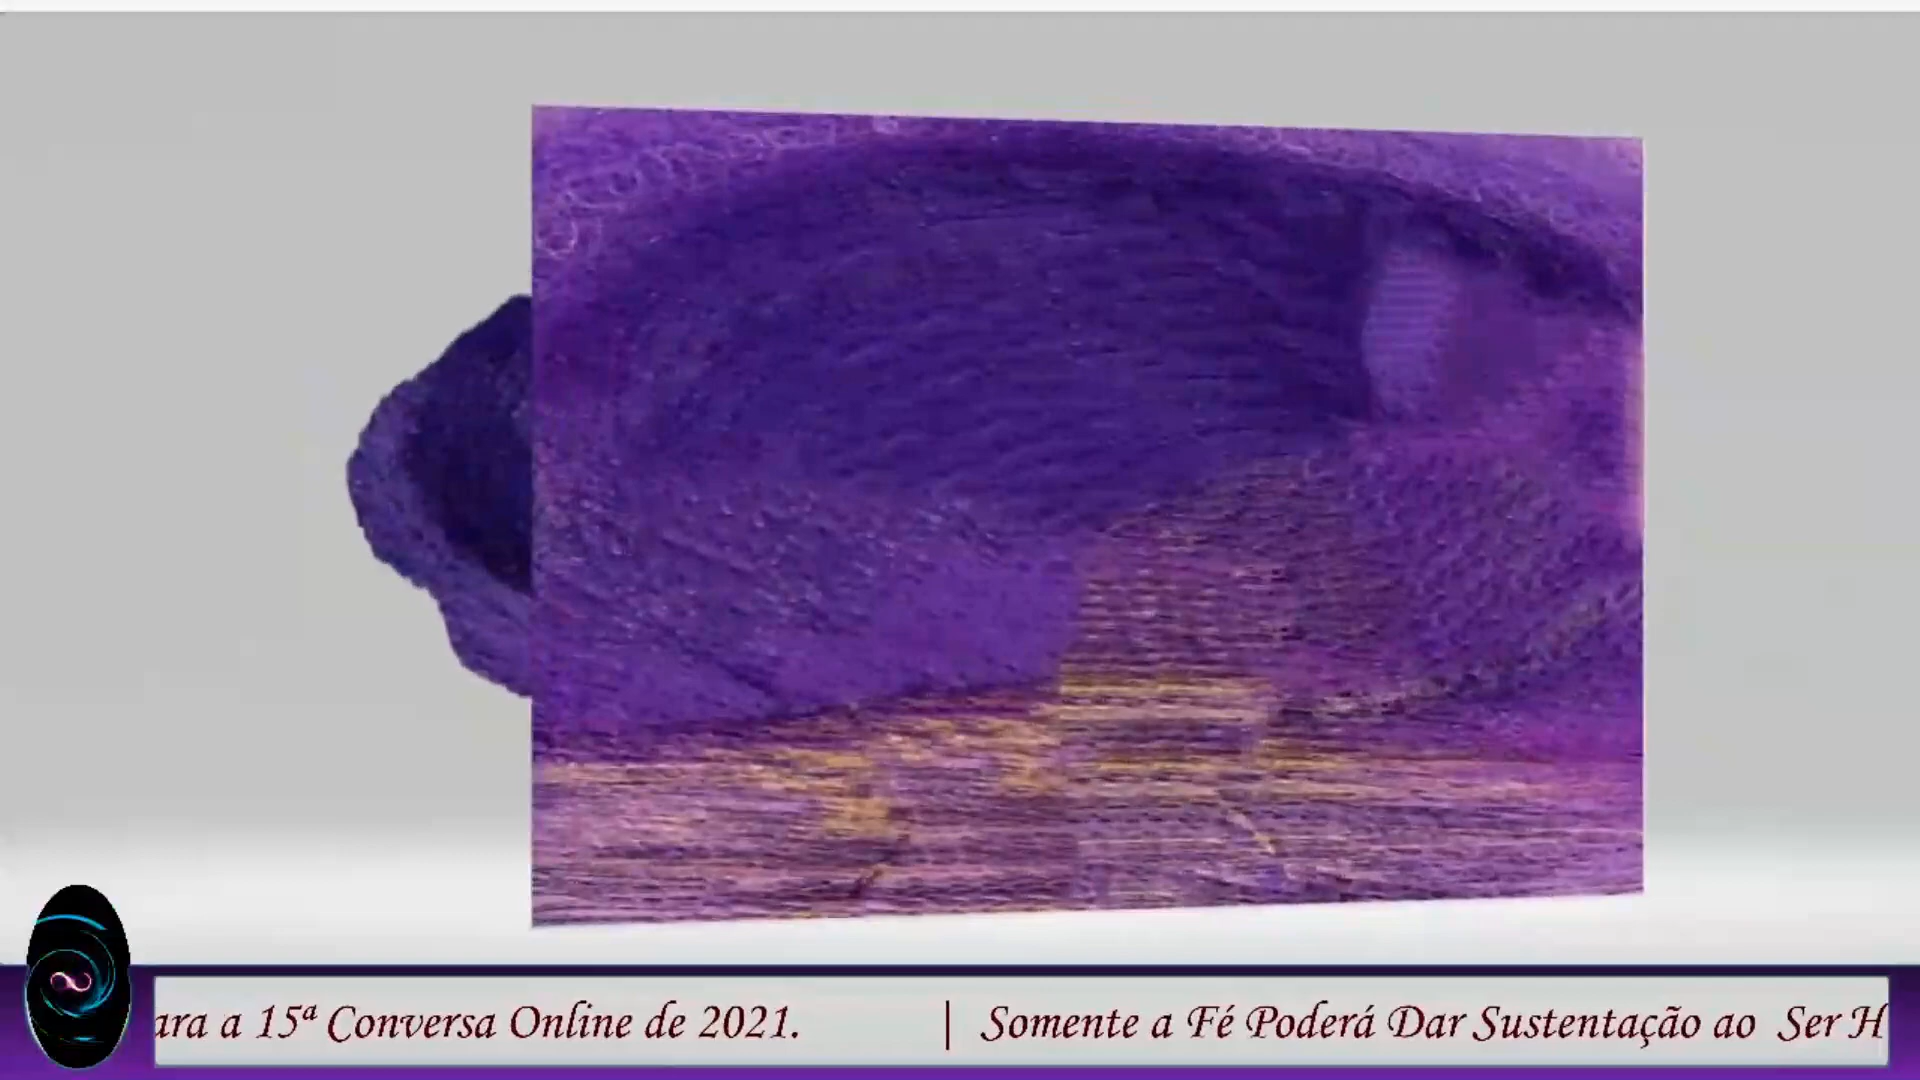 ara a 15ª Conversa Online de 2021. | Somente a Fé Poderá Dar Sustentação ao Ser H